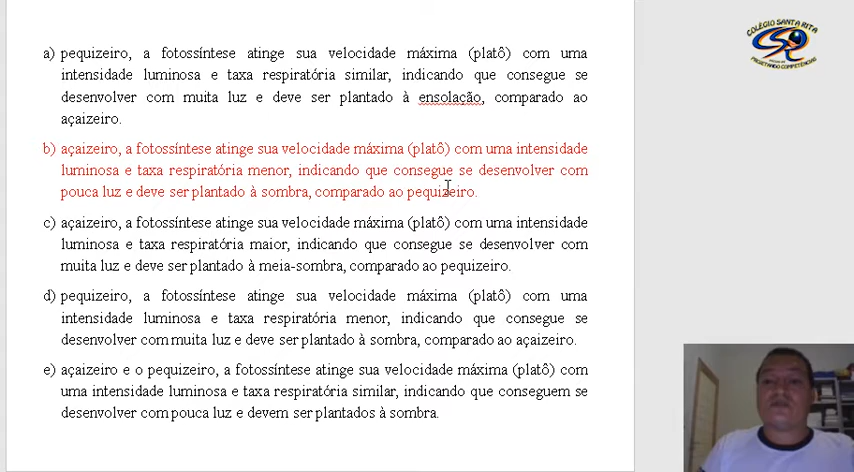 COLÉGIO SANTA RITA
PROJETANDO COMPETÊNCIAS
a) pequizeiro, a fotossíntese atinge sua velocidade máxima (platô) com uma
intensidade luminosa e taxa respiratória similar, indicando que consegue se
desenvolver com muita luz e deve ser plantado à ensolação, comparado ao
açaizeiro.
b) açaizeiro, a fotossíntese atinge sua velocidade máxima (platô) com uma intensidade
luminosa e taxa respiratória menor, indicando que consegue se desenvolver com
pouca luz e deve ser plantado à sombra, comparado ao pequizeiro.
c) açaizeiro, a fotossíntese atinge sua velocidade máxima (platô) com uma intensidade
luminosa e taxa respiratória maior, indicando que consegue se desenvolver com
muita luz e deve ser plantado à meia-sombra, comparado ao pequizeiro.
d) pequizeiro, a fotossíntese atinge sua velocidade máxima (platô) com uma
intensidade luminosa e taxa respiratória menor, indicando que consegue se
desenvolver com muita luz e deve ser plantado à sombra, comparado ao açaizeiro.
e) açaizeiro e o pequizeiro, a fotossíntese atinge sua velocidade máxima (platô) com
uma intensidade luminosa e taxa respiratória similar, indicando que conseguem se
desenvolver com pouca luz e devem ser plantados à sombra.